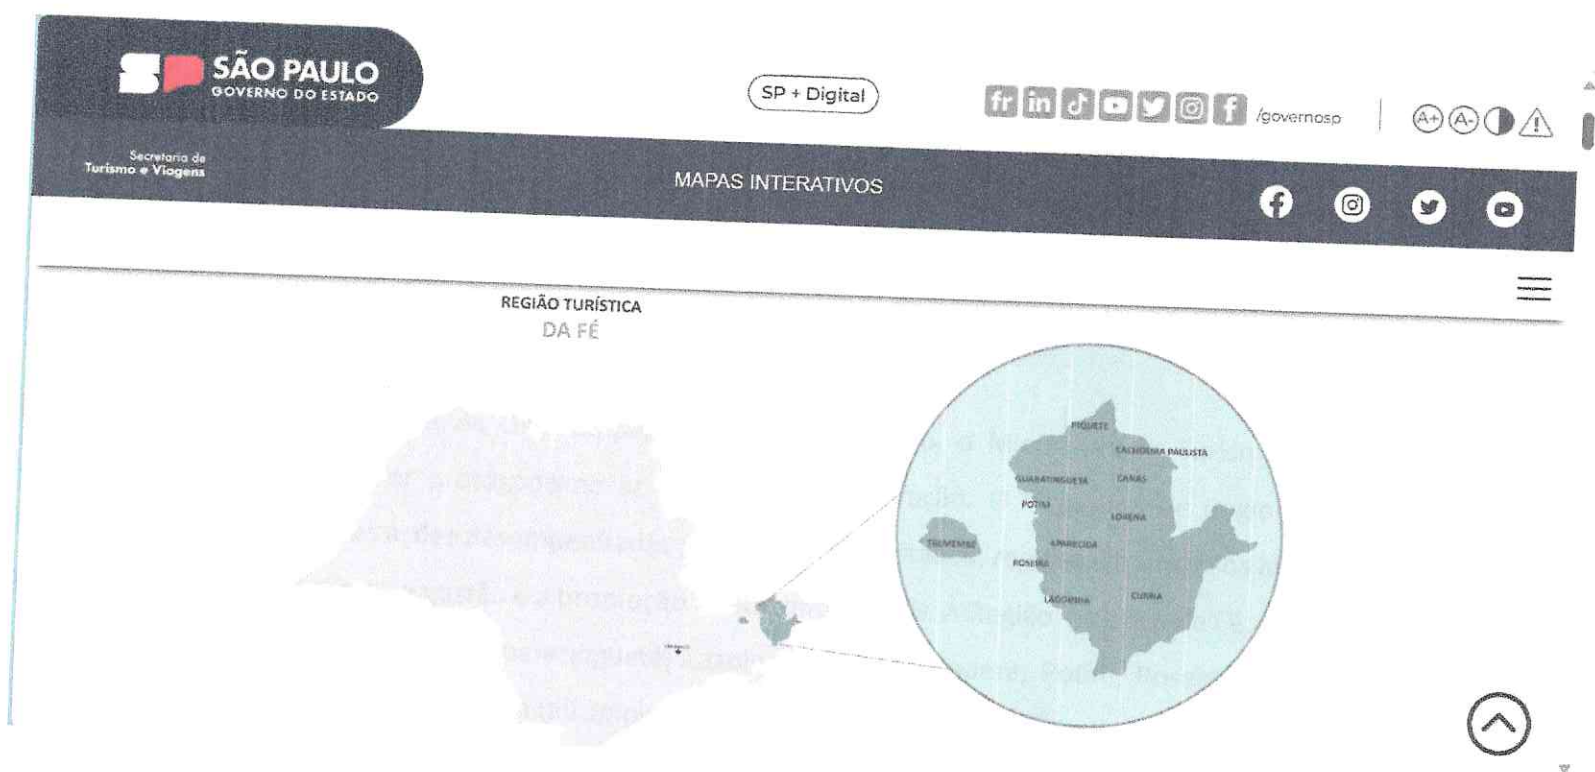 SÃO PAULO
GOVERNO DO ESTADO
SP + Digital
/governosp
A+ A-
Secretaria de
Turismo e Viagens
MAPAS INTERATIVOS
REGIÃO TURÍSTICA
DA FÉ
PIQUETE
CACHOEIRA PAULISTA
GUARATINGUETA
CANAS
POTIM
LORENA
TREMEMBÉ
APARECIDA
ROSEIRA
LAGOINHA
CUNHA